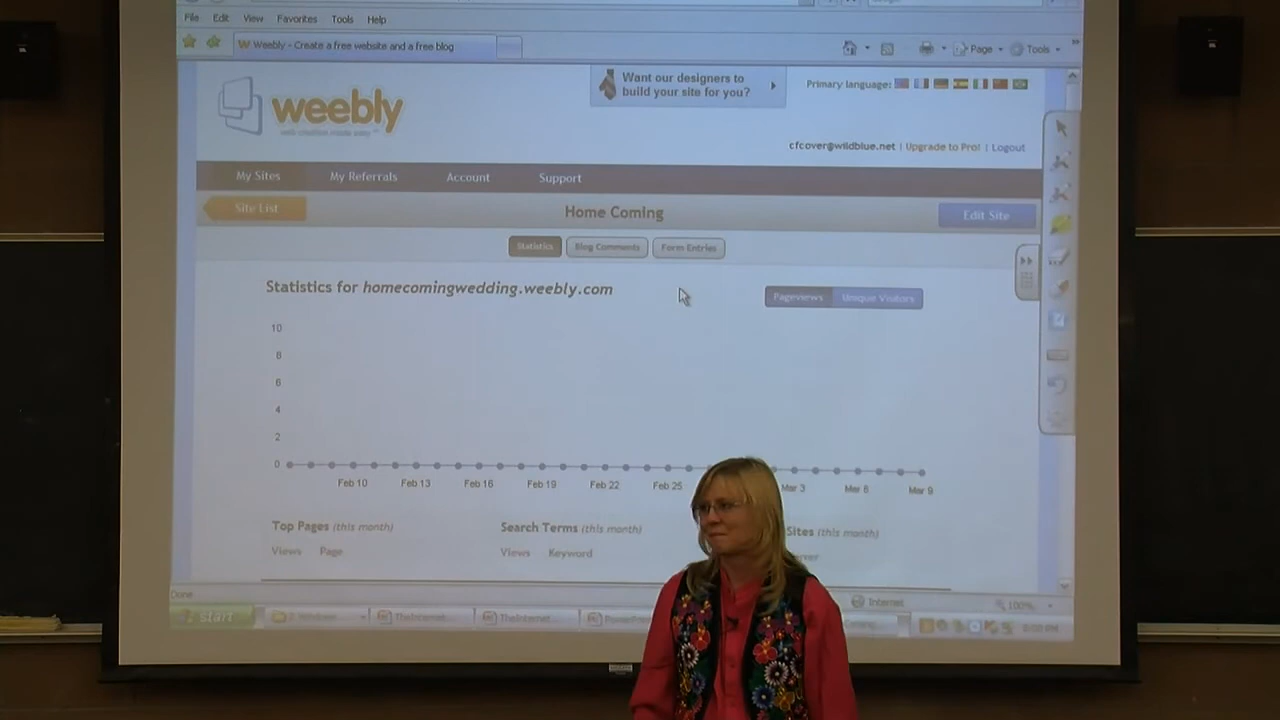 File Edit View Favorites Tools Help
Weebly - Create a free website and a free blog
Page Tools
weebly
Want our designers to
build your site for you?
Primary language:
cfcover@wildblue.net | Upgrade to Pro! | Logout
My Sites My Referrals Account Support
Site List Home Coming Edit Site
Statistics Blog Comments Form Entries
Statistics for homecomingwedding.weebly.com
Pageviews Unique Visitors
10
8
6
4
2
0
Feb 10 Feb 13 Feb 16 Feb 19 Feb 22 Feb 25 Mar 3 Mar 6 Mar 9
Top Pages (this month) Search Terms (this month) Sites (this month)
Views Page Views Keyword
Done Internet 100%
start TheInternet TheInternet